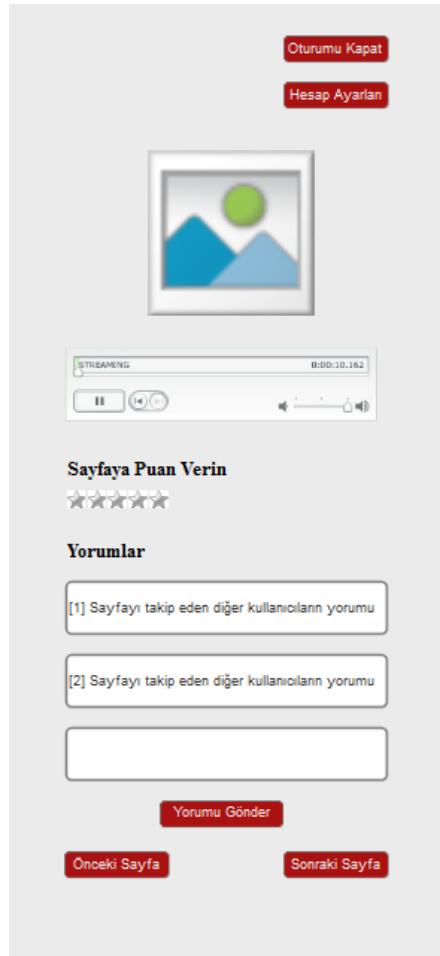 Oturumu Kapat
Hesap Ayarları
STREAMING 0:00:10.162
Sayfaya Puan Verin
Yorumlar
[1] Sayfayı takip eden diğer kullanıcıların yorumu
[2] Sayfayı takip eden diğer kullanıcıların yorumu
Yorumu Gönder
Önceki Sayfa Sonraki Sayfa